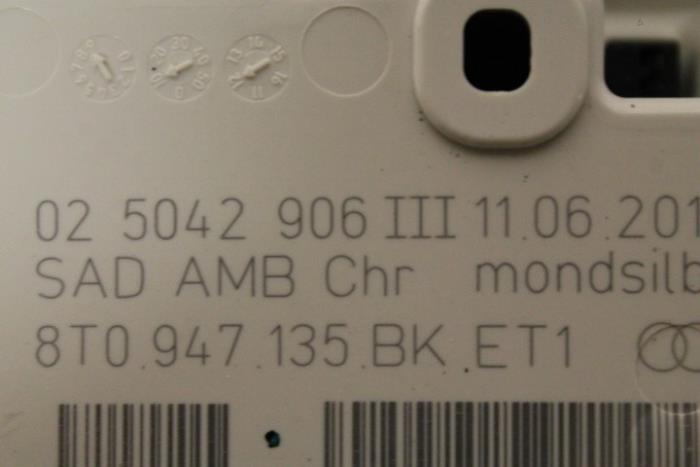 02 5042 906 III 11.06.201
SAD AMB Chr mondsilb
8T0.947.135.BK.ET1